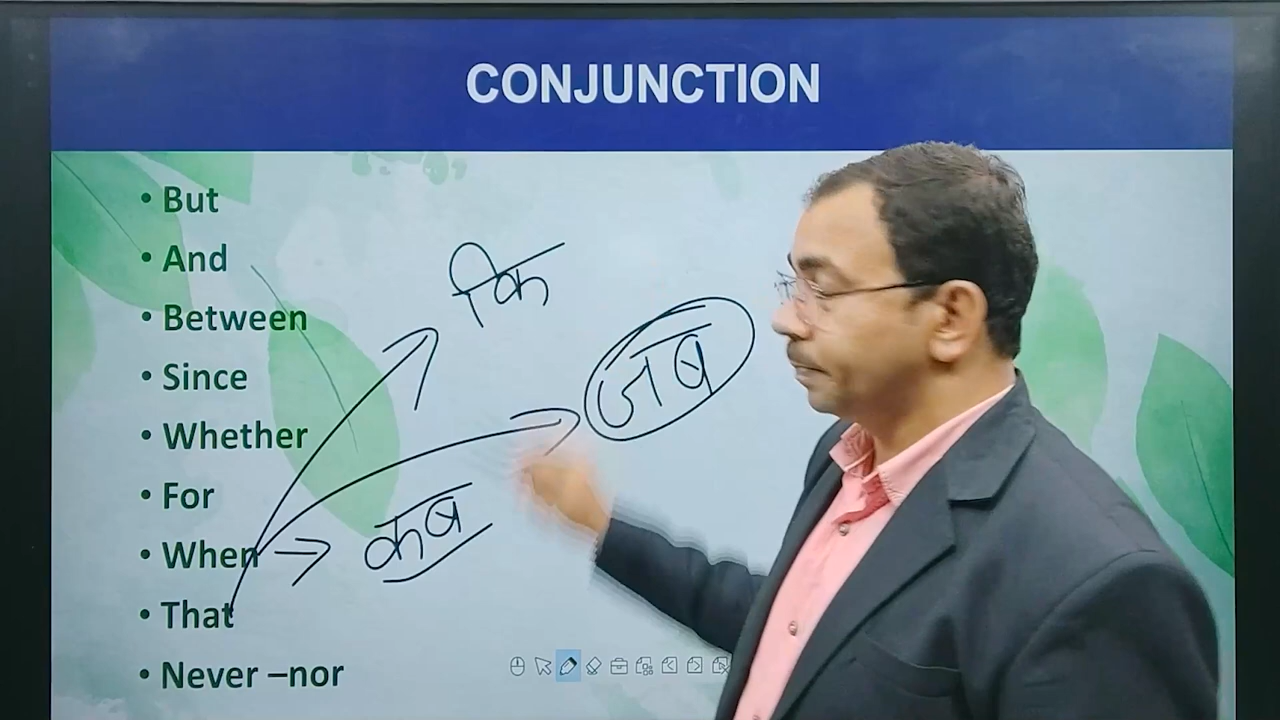 CONJUNCTION
• But
• And
• Between
• Since
• Whether
• For
• When → कब
• That
• Never –nor
कि
जब